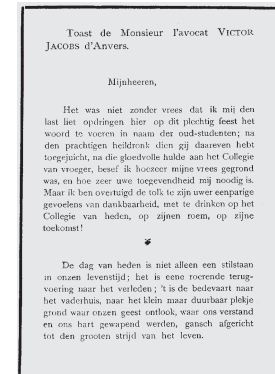 Toast de Monsieur l'avocat VICTOR
JACOBS d'Anvers.
Mijnheeren,
Het was niet zonder vrees dat ik mij den
last liet opdringen hier op dit plechtig feest het
woord te voeren in naam der oud-studenten; na
den prachtigen heildronk dien gij daareven hebt
toegejuicht, na die gloedvolle hulde aan het Collegie
van vroeger, besef ik hoezeer mijne vrees gegrond
was, en hoe zeer uwe toegevendheid mij noodig is.
Maar ik ben overtuigd de tolk te zijn uwer eenparige
gevoelens van dankbaarheid, met te drinken op het
Collegie van heden, op zijnen roem, op zijne
toekomst!
De dag van heden is niet alleen een stilstaan
in onzen levenstijd; het is eene roerende terug-
voering naar het verleden; 't is de bedevaart naar
het vaderhuis, naar het klein maar duurbaar plekje
grond waar onzen geest ontlook, waar ons verstand
en ons hart gewapend werden, gansch afgericht
tot den grooten strijd van het leven.